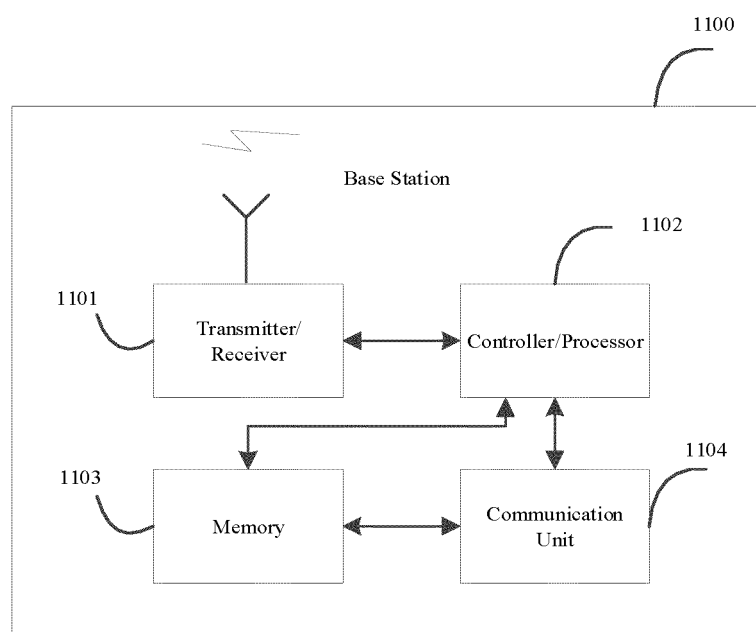 1100
Base Station
1102
1101
Transmitter/
Receiver
Controller/Processor
1104
1103
Memory
Communication
Unit